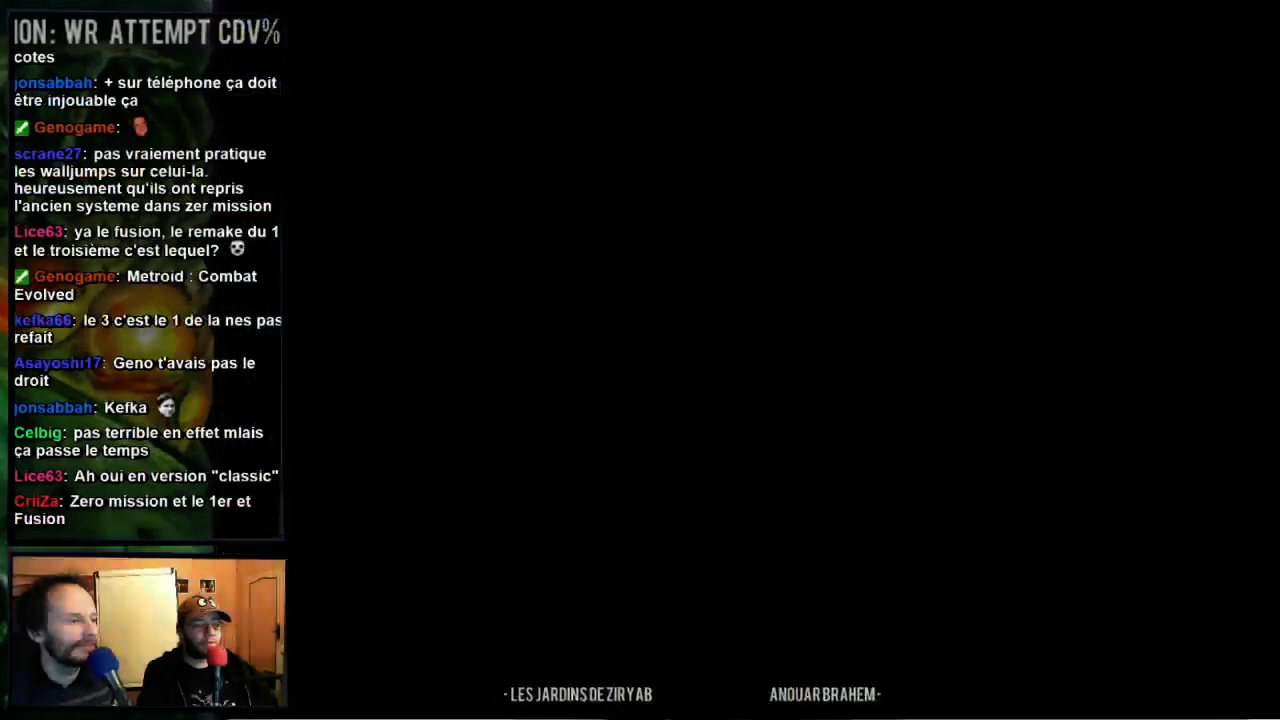 ION: WR ATTEMPT CDV%
cotes
jonsabbah: + sur téléphone ça doit
être injouable ça
Genogame:
scrane27: pas vraiement pratique
les walljumps sur celui-la.
heureusement qu'ils ont repris
l'ancien systeme dans zer mission
Lice63: ya le fusion, le remake du 1
et le troisième c'est lequel?
Genogame: Metroid : Combat
Evolved
kefka66: le 3 c'est le 1 de la nes pas
refait
Asayoshi17: Geno t'avais pas le
droit
jonsabbah: Kefka
Celbig: pas terrible en effet mlais
ça passe le temps
Lice63: Ah oui en version "classic"
CriiZa: Zero mission et le 1er et
Fusion
· LES JARDINS DE ZIRYAB ANOUAR BRAHEM ·